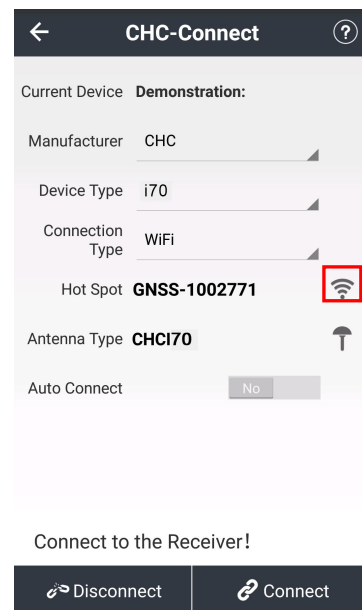 CHC-Connect ?
Current Device Demonstration:
Manufacturer CHC
Device Type i70
Connection
Type WiFi
Hot Spot GNSS-1002771
Antenna Type CHCI70
Auto Connect No
Connect to the Receiver!
Disconnect Connect